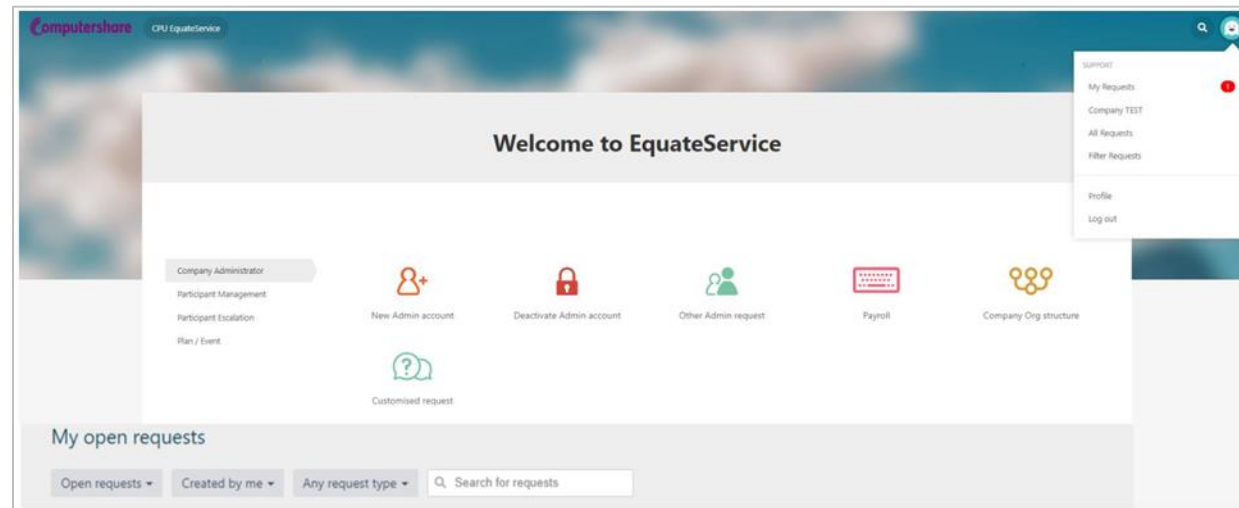 Computershare
CPU EquateService
SUPPORT
My Requests
1
Company TEST
All Requests
Filter Requests
Profile
Log out
Welcome to EquateService
Company Administrator
Participant Management
Participant Escalation
Plan / Event
New Admin account
Deactivate Admin account
Other Admin request
Payroll
Company Org structure
Customised request
My open requests
Open requests
Created by me
Any request type
Search for requests